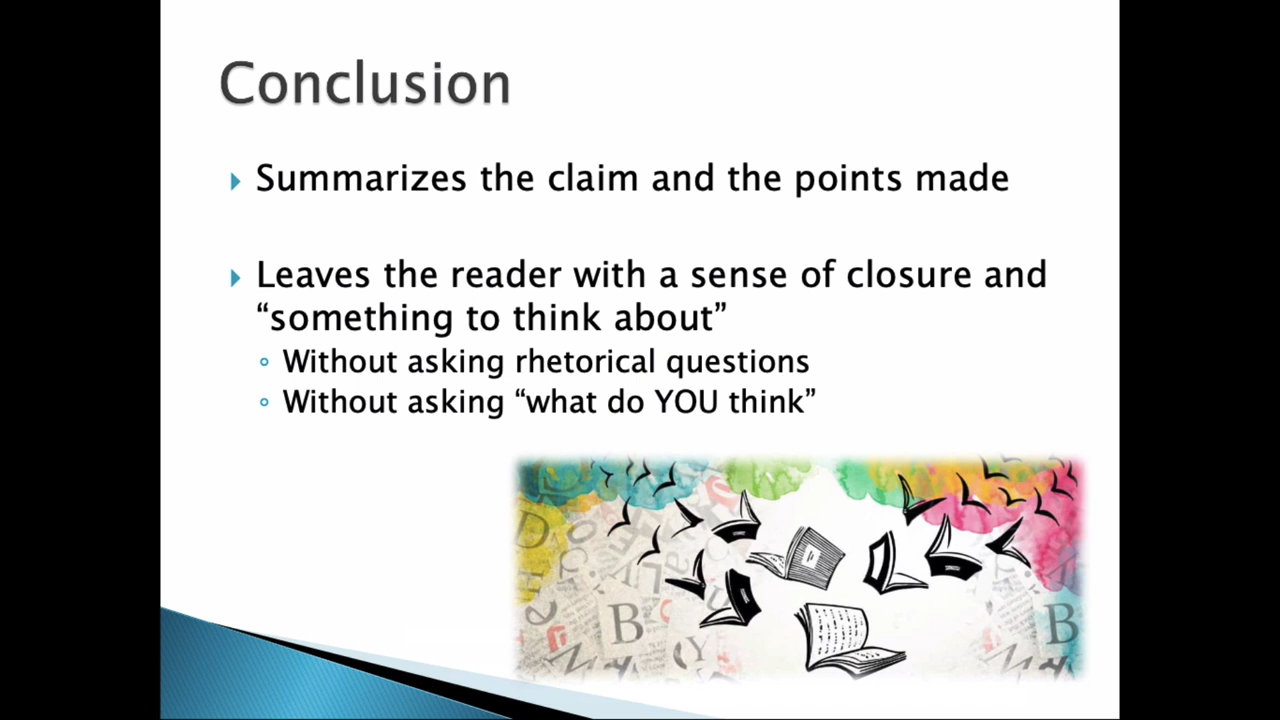 Conclusion
Summarizes the claim and the points made
Leaves the reader with a sense of closure and
“something to think about”
Without asking rhetorical questions
Without asking “what do YOU think”